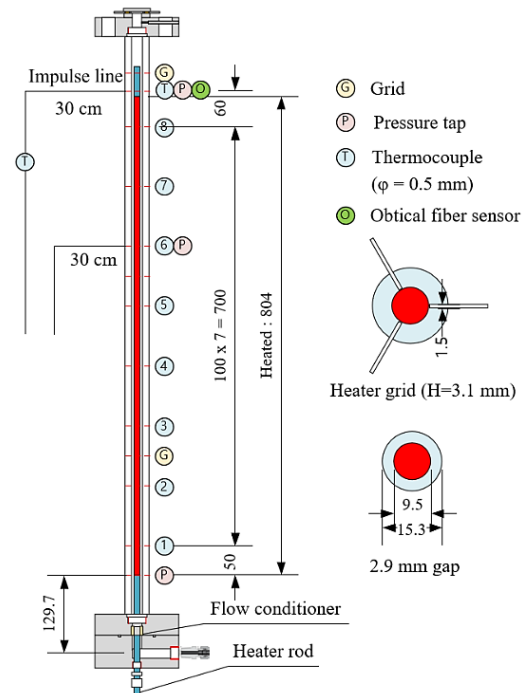 G
Impulse line
T P O
30 cm
60
8
T
7
6 P
30 cm
5
4
3
G
2
1
P
100 x 7 = 700
Heated : 804
50
129.7
Flow conditioner
Heater rod
G Grid
P Pressure tap
T Thermocouple
(φ = 0.5 mm)
O Obtical fiber sensor
1.5
Heater grid (H=3.1 mm)
9.5
15.3
2.9 mm gap